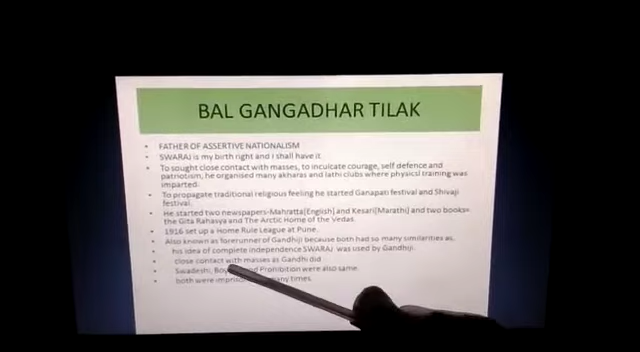 BAL GANGADHAR TILAK
FATHER OF ASSERTIVE NATIONALISM
SWARAJ is my birth right and I shall have it.
To sought close contact with masses, to inculcate courage, self defence and
patriotism, he organised many akharas and lathi clubs where physicsl training was
imparted.
To propagate traditional religious feeling he started Ganapati festival and Shivaji
festival.
He started two newspapers-Mahratta[English] and Kesari[Marathi] and two books-
the Gita Rahasya and The Arctic Home of the Vedas.
1916 set up a Home Rule League at Pune.
Also known as forerunner of Gandhiji because both had so many similarities as,
his idea of complete independence SWARAJ was used by Gandhiji.
close contact with masses as Gandhi did.
Swadeshi, Prohibition were also same.
both were many times.